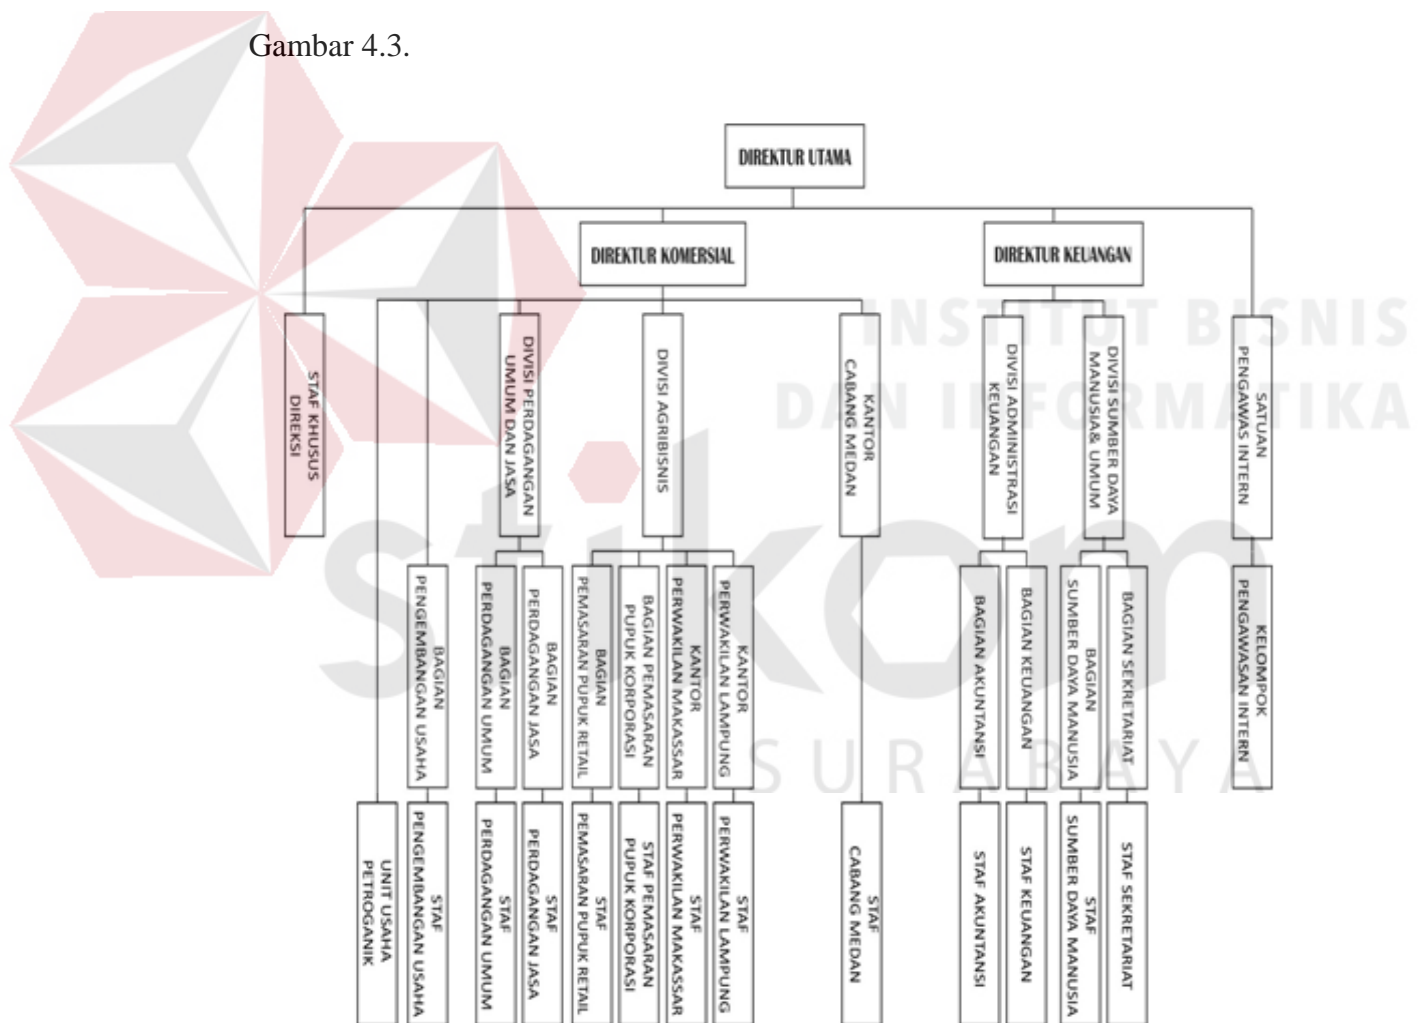 Gambar 4.3.
DIREKTUR UTAMA
DIREKTUR KOMERSIAL
DIREKTUR KEUANGAN
STAF KHUSUS
DIREKSI
DIVISI PERDAGANGAN
UMUM DAN JASA
DIVISI AGRIBISNIS
KANTOR
CABANG MEDAN
DIVISI ADMINISTRASI
KEUANGAN
DIVISI SUMBER DAYA
MANUSIA& UMUM
SATUAN
PENGAWAS INTERN
BAGIAN
PENGEMBANGAN USAHA
BAGIAN
PERDAGANGAN UMUM
BAGIAN
PERDAGANGAN JASA
BAGIAN
PEMASARAN PUPUK RETAIL
BAGIAN PEMASARAN
PUPUK KORPORASI
KANTOR
PERWAKILAN MAKASSAR
KANTOR
PERWAKILAN LAMPUNG
BAGIAN AKUNTANSI
BAGIAN KEUANGAN
BAGIAN
SUMBER DAYA MANUSIA
BAGIAN SEKRETARIAT
KELOMPOK
PENGAWASAN INTERN
UNIT USAHA
PETROGANIK
STAF
PENGEMBANGAN USAHA
STAF
PERDAGANGAN UMUM
STAF
PERDAGANGAN JASA
STAF
PEMASARAN PUPUK RETAIL
STAF PEMASARAN
PUPUK KORPORASI
STAF
PERWAKILAN MAKASSAR
STAF
PERWAKILAN LAMPUNG
STAF
CABANG MEDAN
STAF AKUNTANSI
STAF KEUANGAN
STAF
SUMBER DAYA MANUSIA
STAF SEKRETARIAT
INSTITUT BISNIS
DAN INFORMATIKA
stikom
SURABAYA